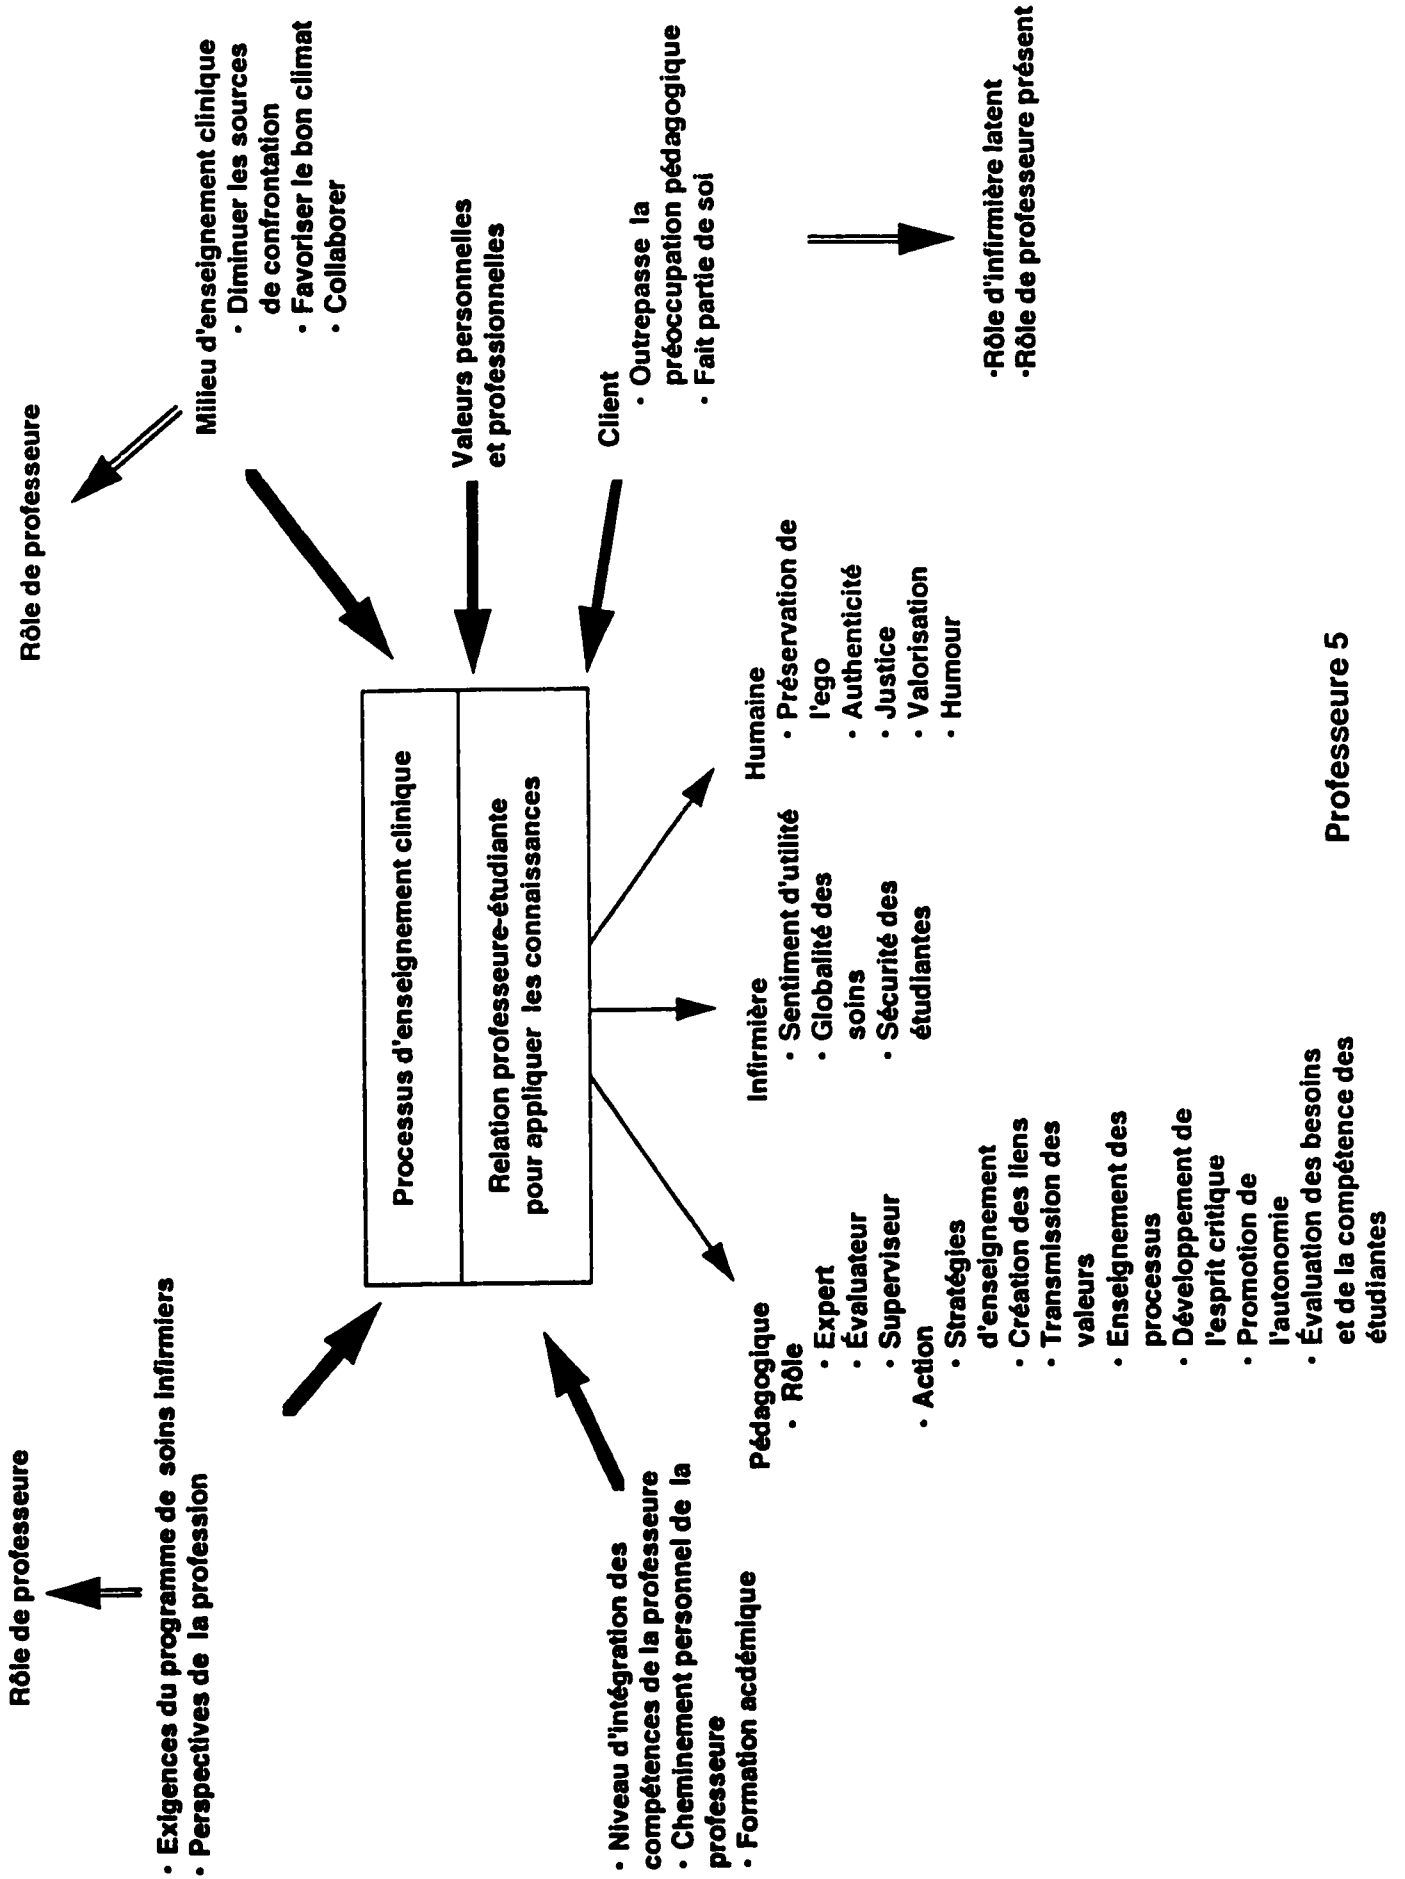 Rôle de professeure
• Exigences du programme de soins infirmiers
• Perspectives de la profession
Rôle de professeure
Milieu d'enseignement clinique
• Diminuer les sources
de confrontation
• Favoriser le bon climat
• Collaborer
Valeurs personnelles
et professionnelles
Client
• Outrepasse la
préoccupation pédagogique
• Fait partie de soi
•Rôle d'infirmière latent
•Rôle de professeure présent
Processus d'enseignement clinique
Relation professeure-étudiante
pour appliquer les connaissances
• Niveau d'intégration des
compétences de la professeure
• Cheminement personnel de la
professeure
• Formation acdémique
Pédagogique
• Rôle
• Expert
• Évaluateur
• Superviseur
• Action
• Stratégies
d'enseignement
• Création des liens
• Transmission des
valeurs
• Enseignement des
processus
• Développement de
l'esprit critique
• Promotion de
l'autonomie
• Évaluation des besoins
et de la compétence des
étudiantes
Infirmière
• Sentiment d'utilité
• Globalité des
soins
• Sécurité des
étudiantes
Humaine
• Préservation de
l'ego
• Authenticité
• Justice
• Valorisation
• Humour
Professeure 5